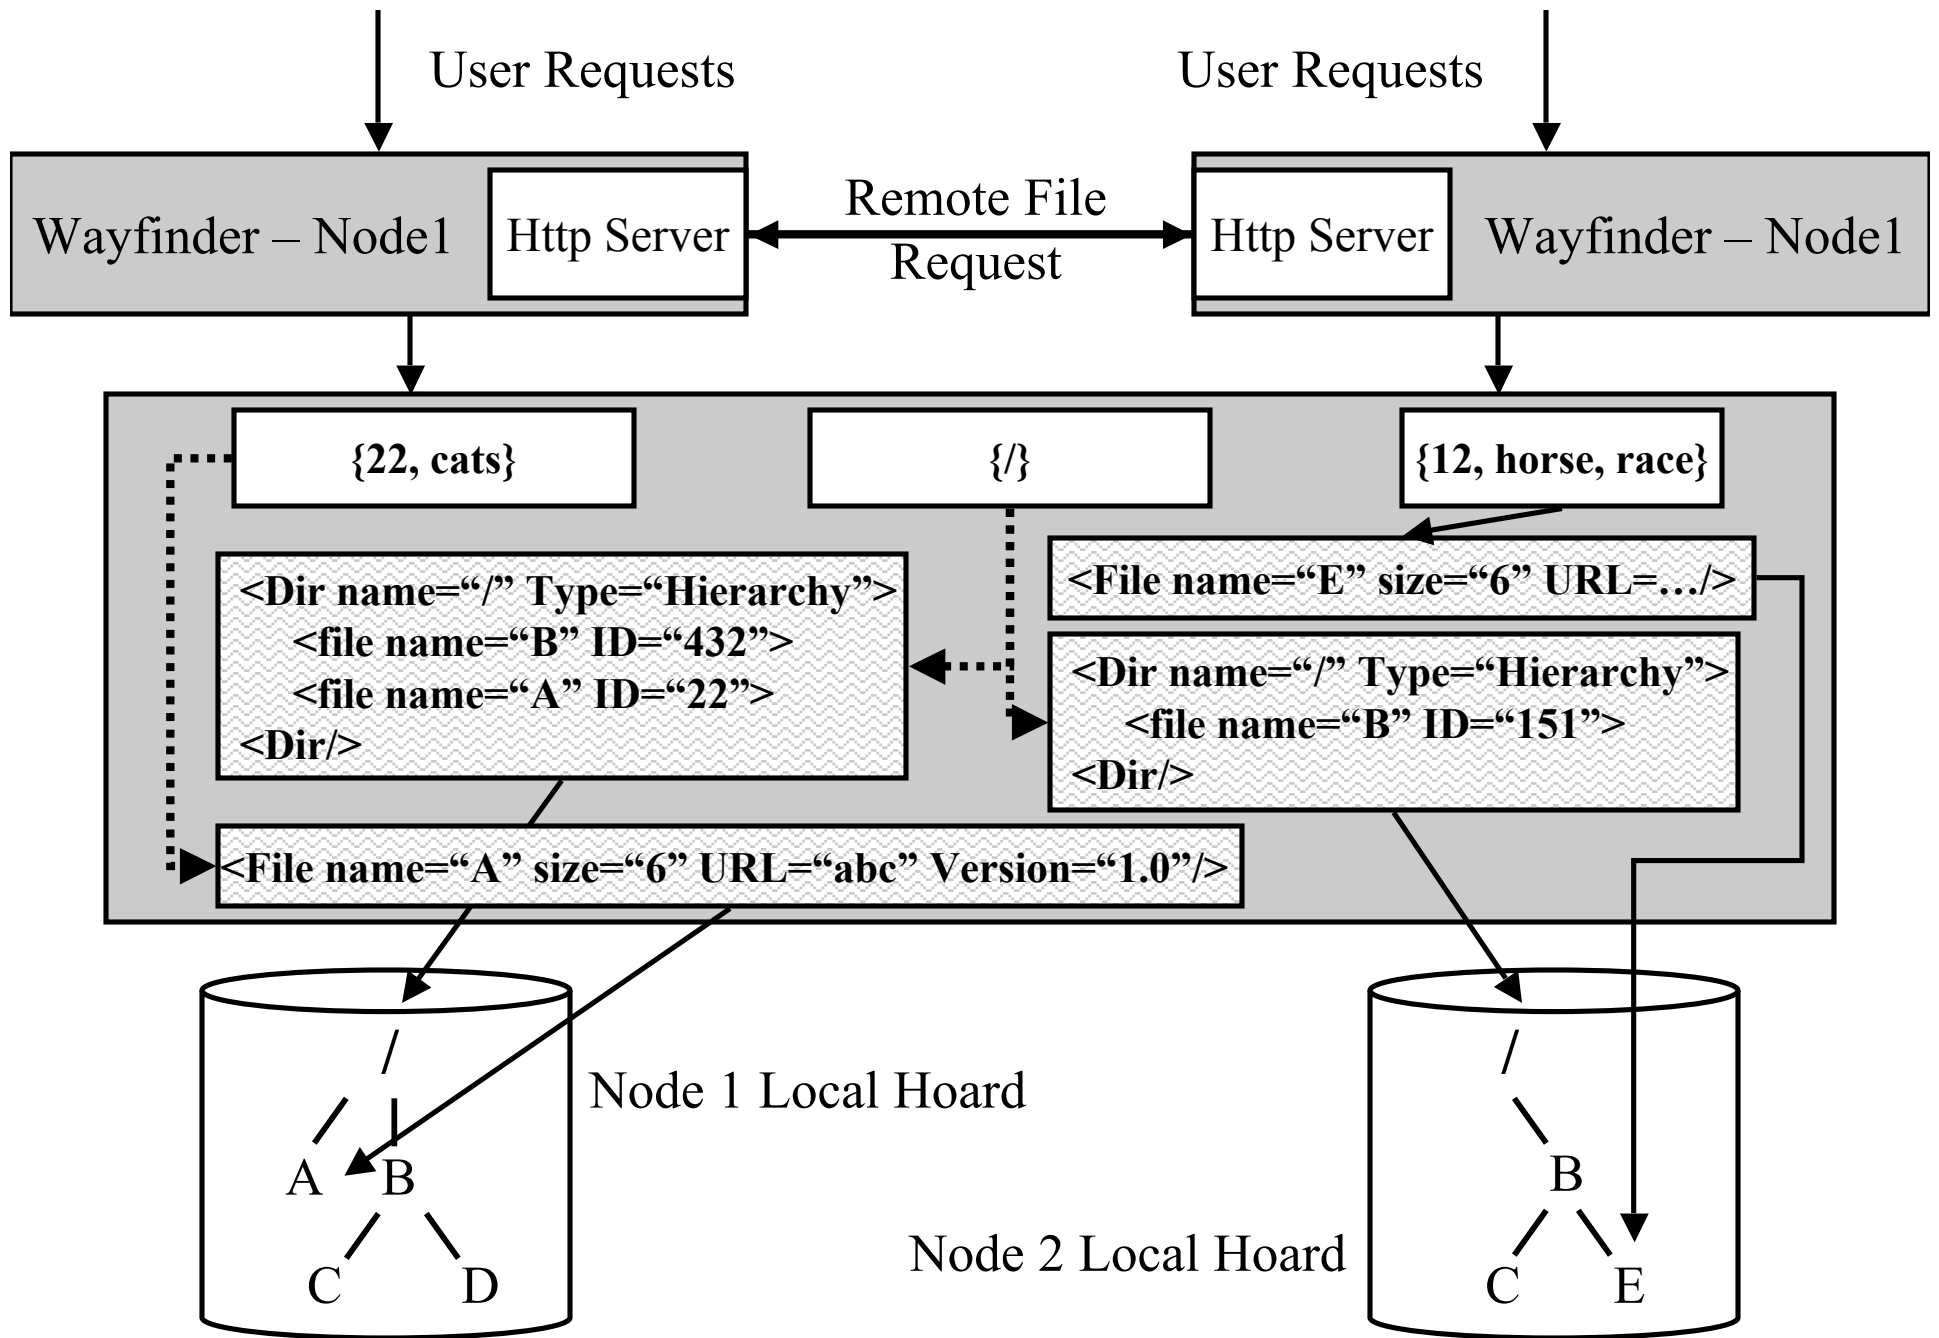 User Requests
User Requests
Wayfinder – Node1
Http Server
Remote File
Request
Http Server
Wayfinder – Node1
{22, cats}
{/}
{12, horse, race}
<Dir name=“/” Type=“Hierarchy”>
<file name=“B” ID=“432”>
<file name=“A” ID=“22”>
<Dir/>
<File name=“E” size=“6” URL=…/>
<Dir name=“/” Type=“Hierarchy”>
<file name=“B” ID=“151”>
<Dir/>
<File name=“A” size=“6” URL=“abc” Version=“1.0”/>
/
A
B
C
D
Node 1 Local Hoard
Node 2 Local Hoard
/
B
C
E